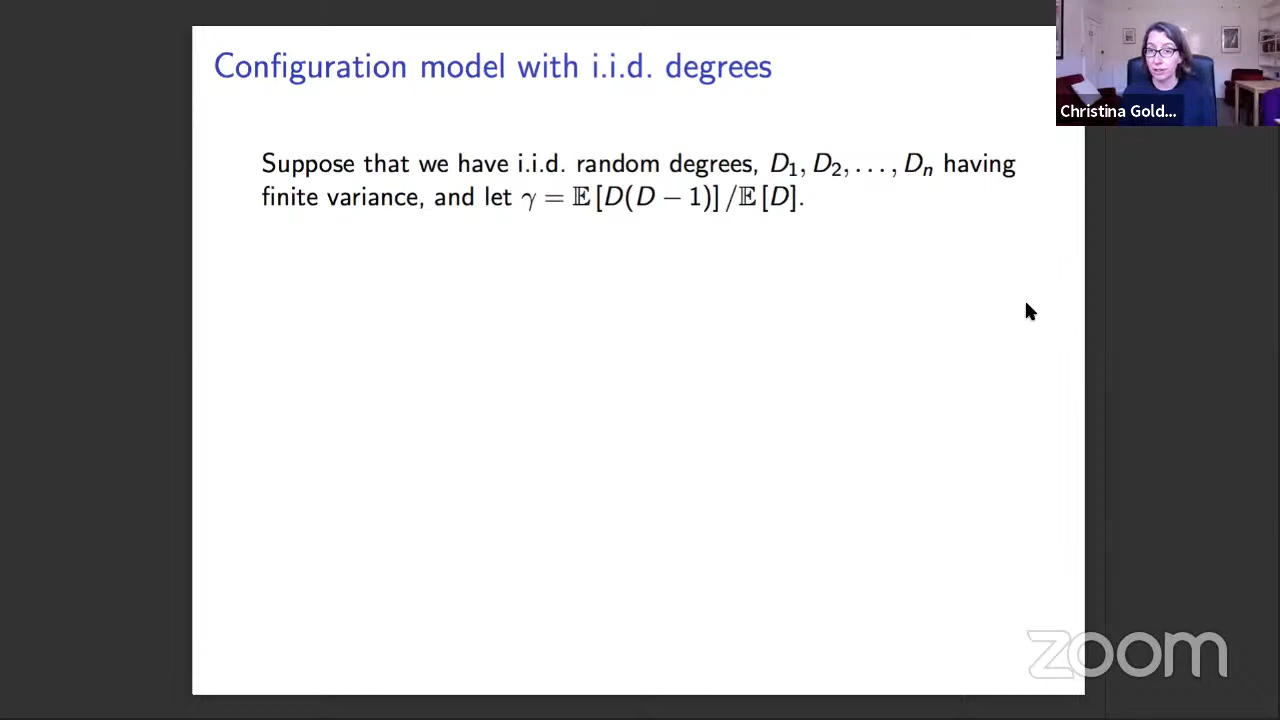 Configuration model with i.i.d. degrees
Christina Gold...
Suppose that we have i.i.d. random degrees, D₁, D₂, . . . , Dₙ having
finite variance, and let γ = 𝔼 [D(D − 1)] /𝔼 [D].
zoom